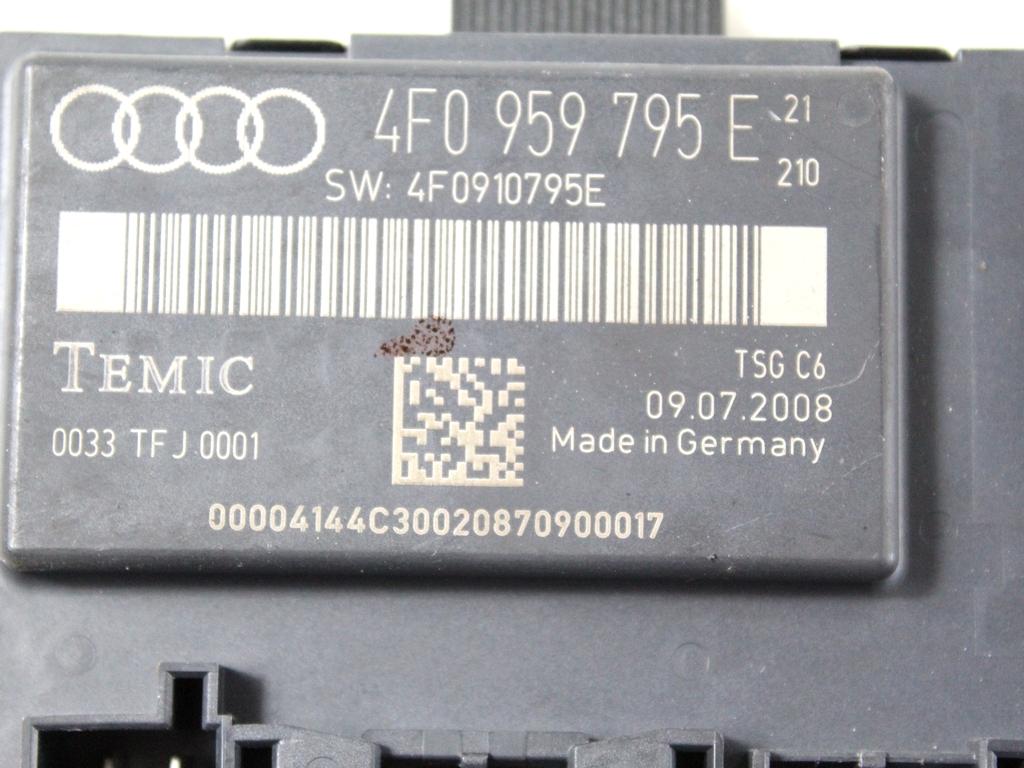 4F0 959 795 E 21
210
SW: 4F0910795E
TEMIC
TSG C6
09.07.2008
0033 TFJ 0001
Made in Germany
00004144C30020870900017